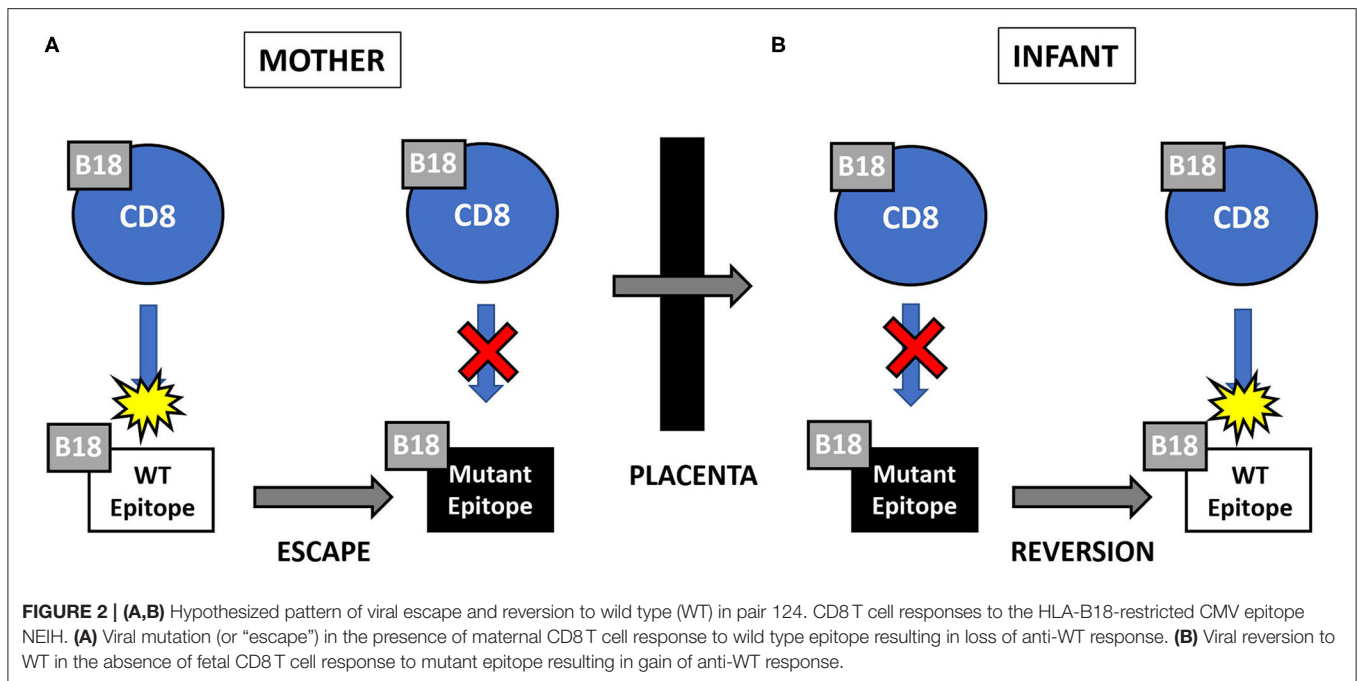 A
MOTHER
B
INFANT
B18
CD8
B18
CD8
B18
CD8
B18
CD8
B18
WT
Epitope
B18
Mutant
Epitope
PLACENTA
B18
Mutant
Epitope
B18
WT
Epitope
ESCAPE
REVERSION
FIGURE 2 | (A,B) Hypothesized pattern of viral escape and reversion to wild type (WT) in pair 124. CD8 T cell responses to the HLA-B18-restricted CMV epitope
NEIH. (A) Viral mutation (or “escape”) in the presence of maternal CD8 T cell response to wild type epitope resulting in loss of anti-WT response. (B) Viral reversion to
WT in the absence of fetal CD8 T cell response to mutant epitope resulting in gain of anti-WT response.